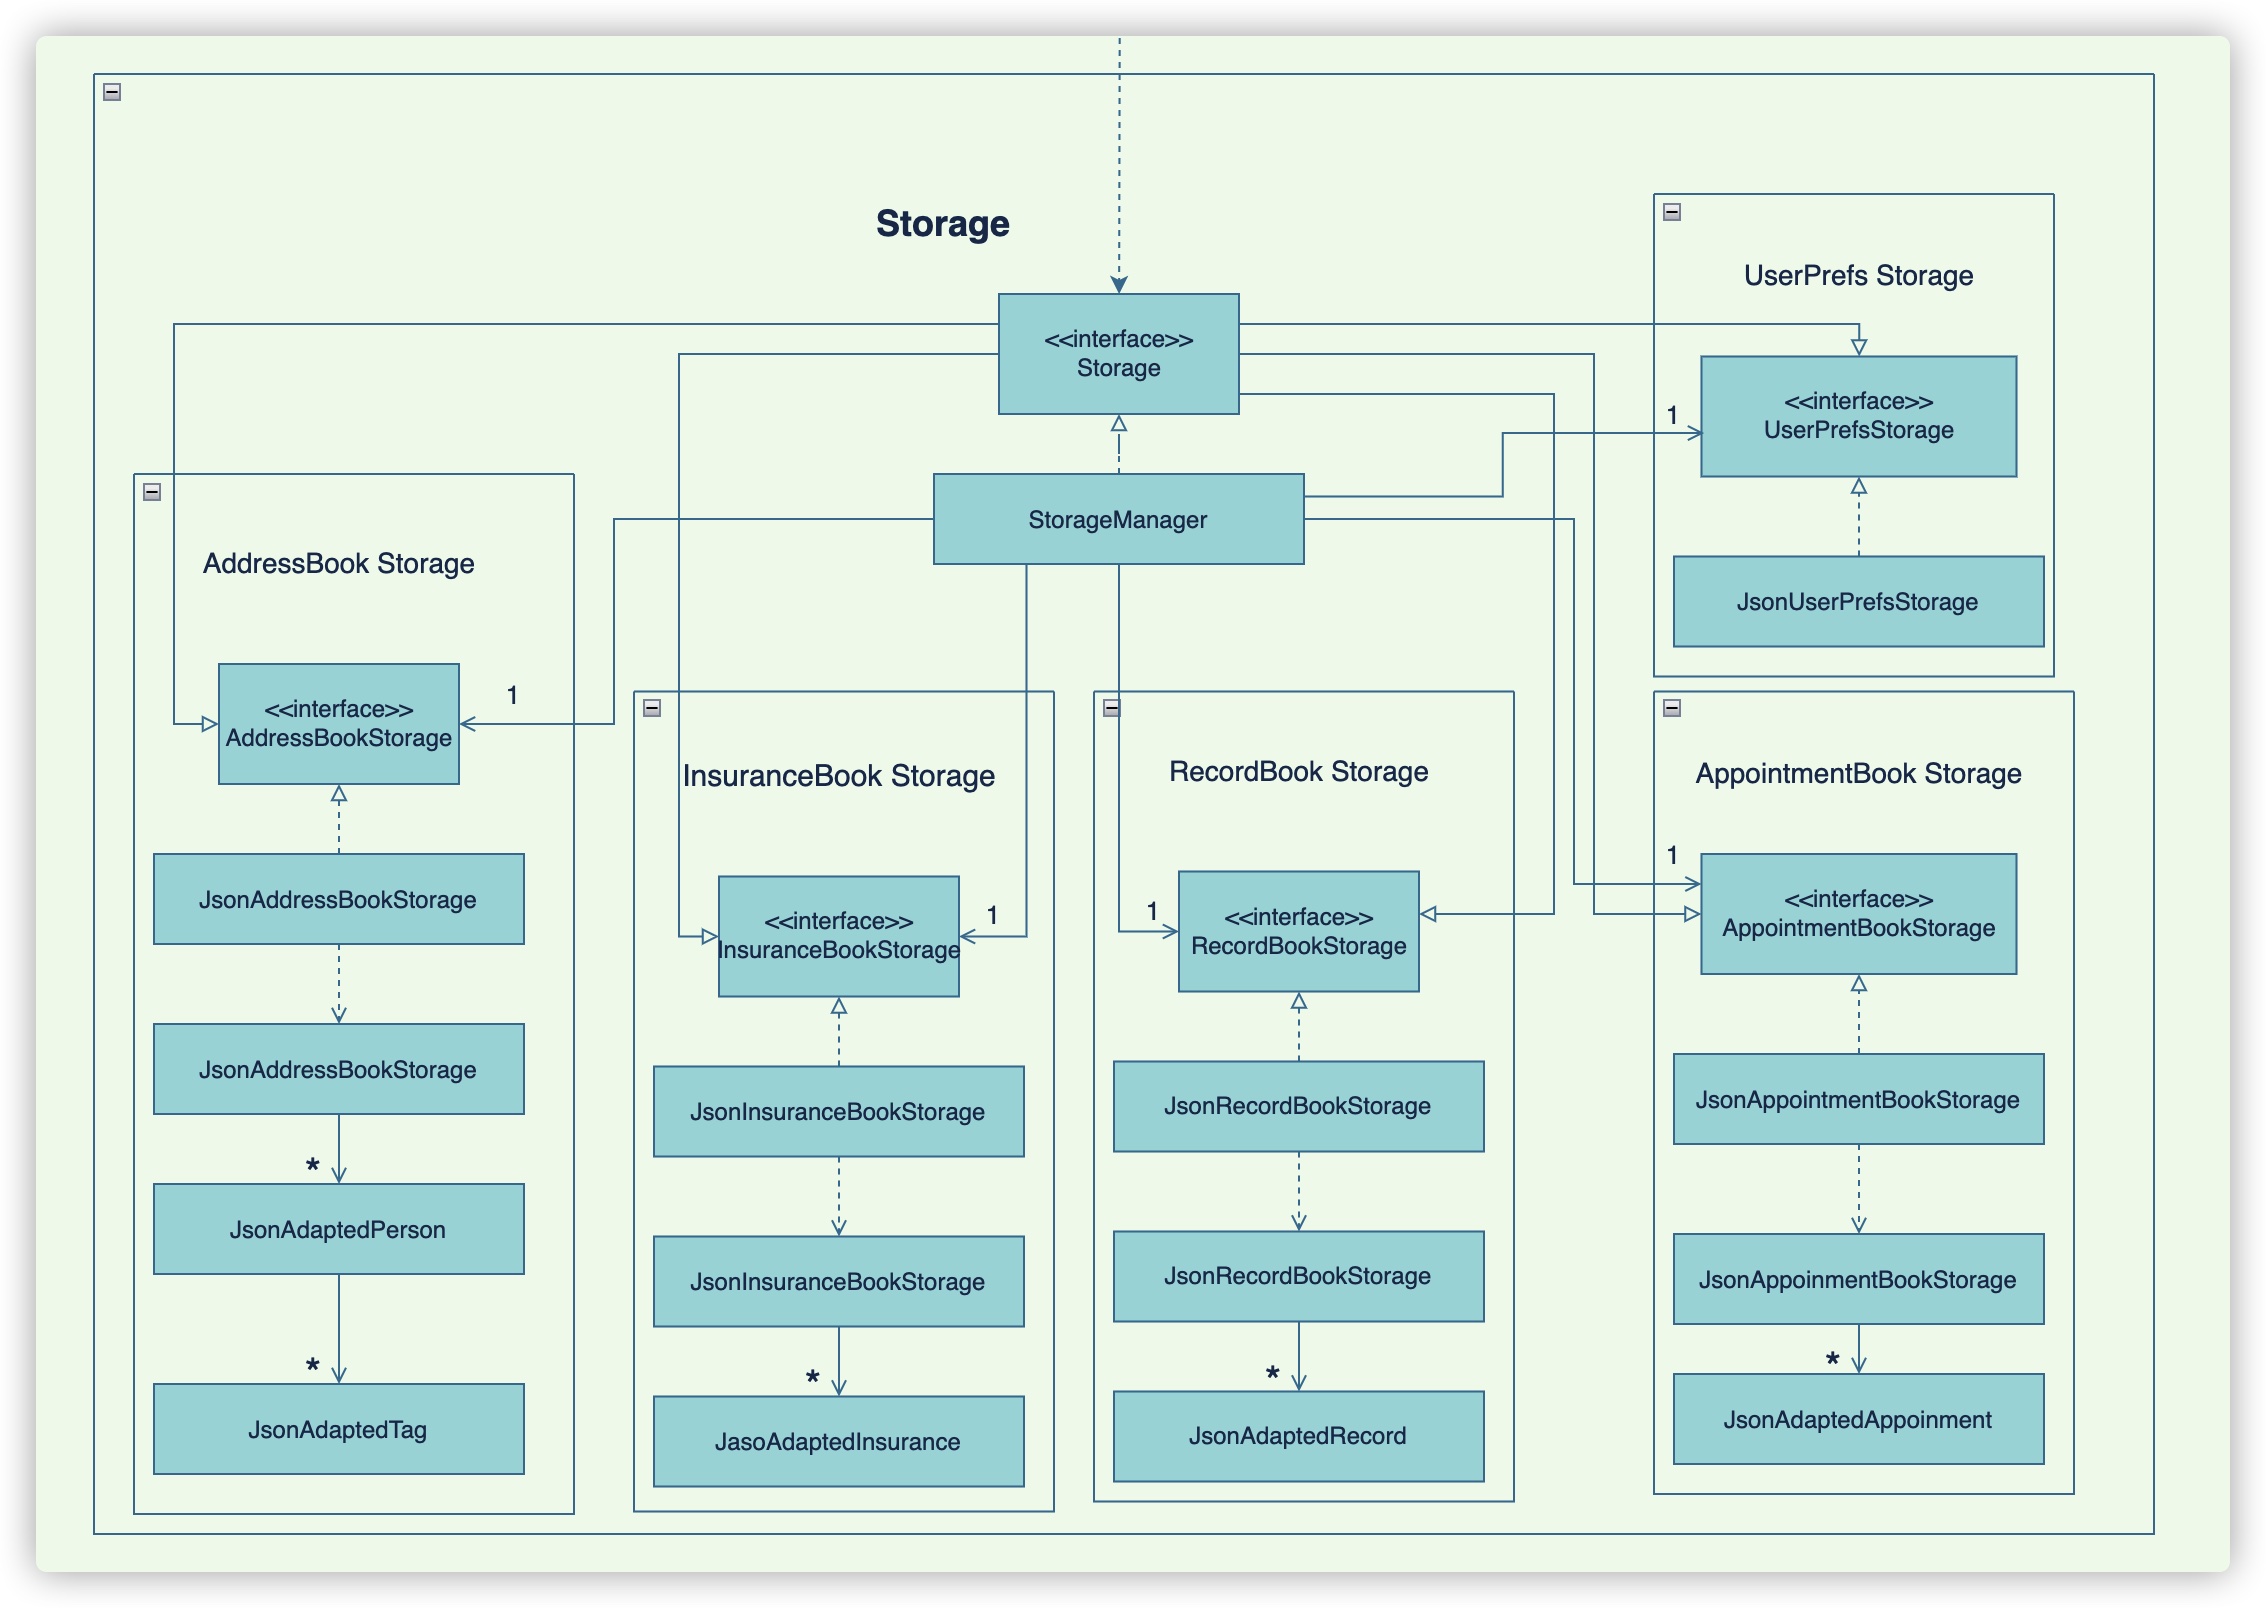 Storage
<<interface>>
Storage
StorageManager
UserPrefs Storage
1
<<interface>>
UserPrefsStorage
JsonUserPrefsStorage
AddressBook Storage
<<interface>>
AddressBookStorage
1
JsonAddressBookStorage
JsonAddressBookStorage
*
JsonAdaptedPerson
*
JsonAdaptedTag
InsuranceBook Storage
<<interface>>
InsuranceBookStorage
1
JsonInsuranceBookStorage
JsonInsuranceBookStorage
*
JasoAdaptedInsurance
RecordBook Storage
1
<<interface>>
RecordBookStorage
JsonRecordBookStorage
JsonRecordBookStorage
*
JsonAdaptedRecord
AppointmentBook Storage
1
<<interface>>
AppointmentBookStorage
JsonAppointmentBookStorage
JsonAppoinmentBookStorage
*
JsonAdaptedAppoinment